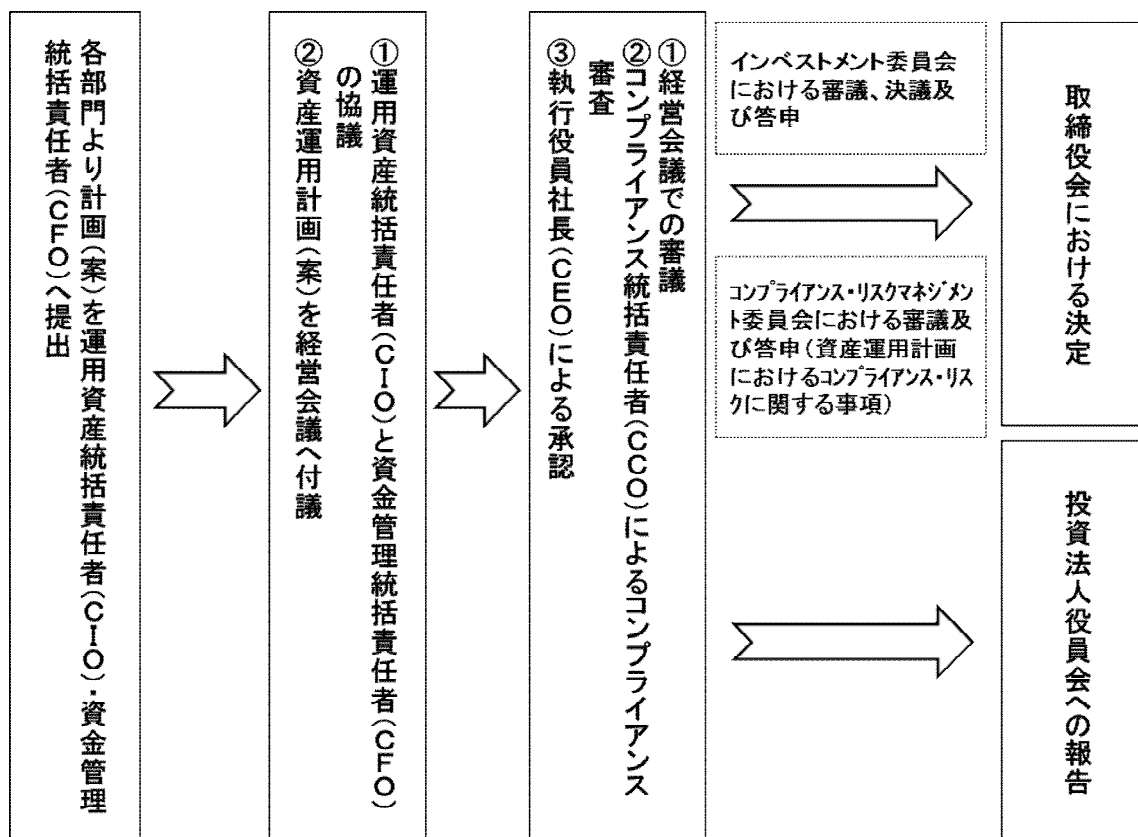 各部門より計画(案)を運用資産統括責任者(CIO)・資金管理
統括責任者(CFO)へ提出
①運用資産統括責任者(CIO)と資金管理統括責任者(CFO)
の協議
②資産運用計画(案)を経営会議へ付議
①経営会議での審議
②コンプライアンス統括責任者(CCO)によるコンプライアンス
審査
③執行役員社長(CEO)による承認
インベストメント委員会
における審議、決議及
び答申
コンプライアンス・リスクマネジメン
ト委員会における審議及
び答申(資産運用計画
におけるコンプライアンス・リス
クに関する事項)
取締役会における決定
投資法人役員会への報告